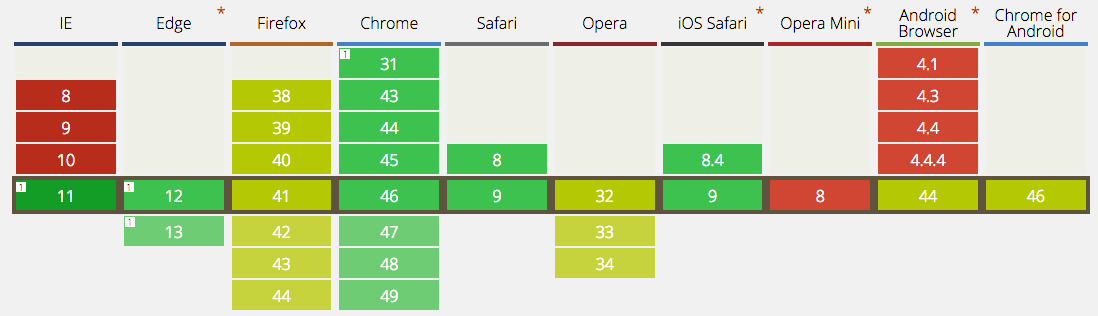 IE Edge * Firefox Chrome Safari Opera iOS Safari * Opera Mini * Android Browser * Chrome for Android
1 31 4.1
8 38 43 4.3
9 39 44 4.4
10 40 45 8 8.4 4.4.4
1 11 1 12 41 46 9 32 9 8 44 46
1 13 42 47 33
43 48 34
44 49